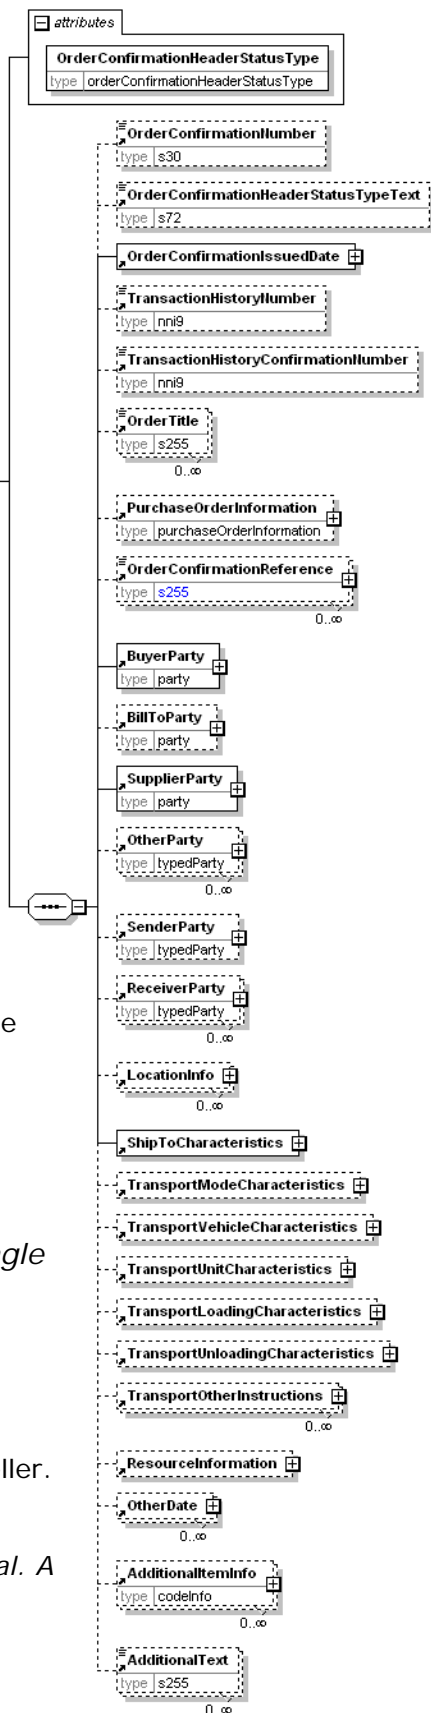 attributes
OrderConfirmationHeaderStatusType
type orderConfirmationHeaderStatusType
OrderConfirmationNumber
type s30
OrderConfirmationHeaderStatusTypeText
type s72
OrderConfirmationIssuedDate
TransactionHistoryNumber
type nni9
TransactionHistoryConfirmationNumber
type nni9
OrderTitle
type s255
0..∞
PurchaseOrderInformation
type purchaseOrderInformation
OrderConfirmationReference
type s255
0..∞
BuyerParty
type party
BillToParty
type party
SupplierParty
type party
OtherParty
type typedParty
0..∞
SenderParty
type typedParty
ReceiverParty
type typedParty
e
0..∞
LocationInfo
0..∞
ShipToCharacteristics
TransportModeCharacteristics
TransportVehicleCharacteristics
ngle
TransportUnitCharacteristics
TransportLoadingCharacteristics
TransportUnloadingCharacteristics
TransportOtherInstructions
0..∞
ResourceInformation
ller.
OtherDate
0..∞
al. A
AdditionalItemInfo
type codeInfo
0..∞
AdditionalText
type s255
0..∞